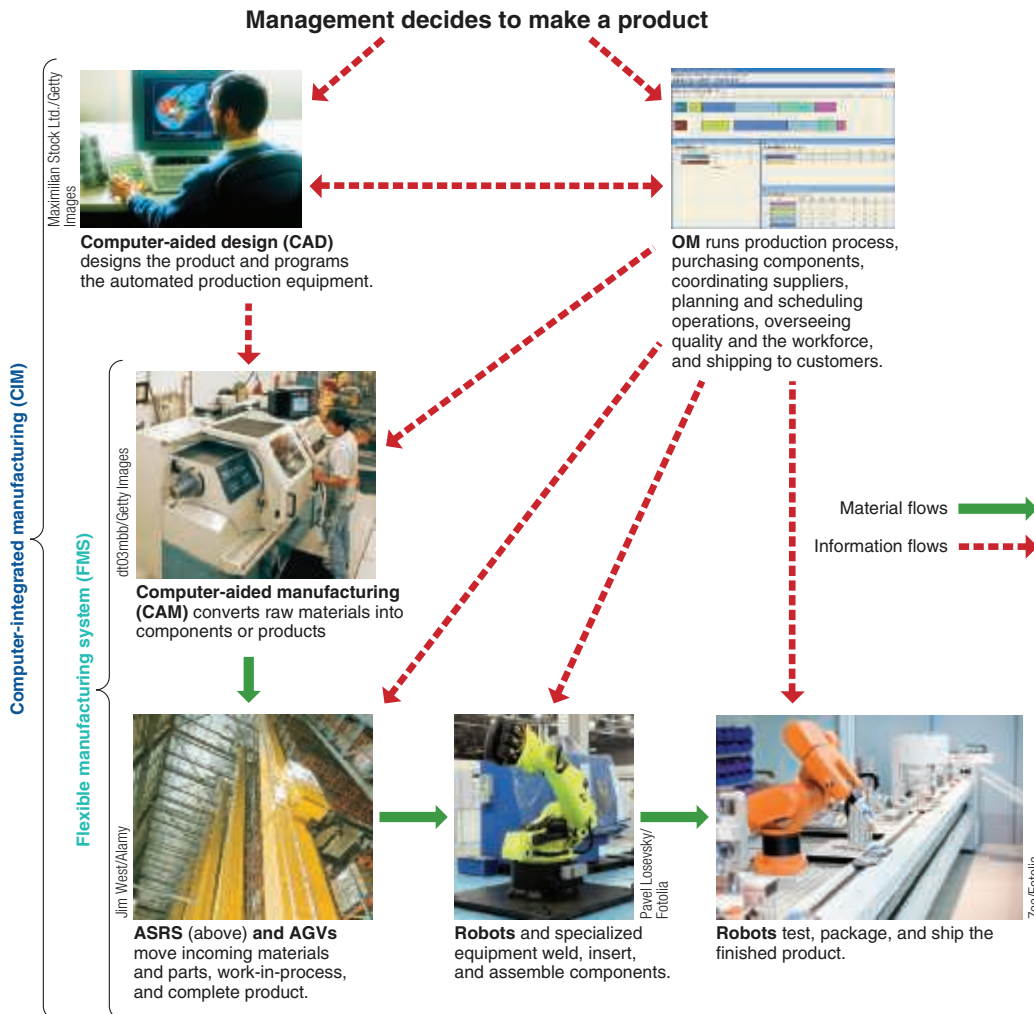 Management decides to make a product
Maximilian Stock Ltd./Getty
Images
Computer-aided design (CAD)
designs the product and programs
the automated production equipment.
OM runs production process,
purchasing components,
coordinating suppliers,
planning and scheduling
operations, overseeing
quality and the workforce,
and shipping to customers.
Computer-integrated manufacturing (CIM)
Flexible manufacturing system (FMS)
dt03mbb/Getty Images
Material flows
Information flows
Computer-aided manufacturing
(CAM) converts raw materials into
components or products
Jim West/Alamy
ASRS (above) and AGVs
move incoming materials
and parts, work-in-process,
and complete product.
Pavel Losevsky/
Fotolia
Robots and specialized
equipment weld, insert,
and assemble components.
Robots test, package, and ship the
finished product.